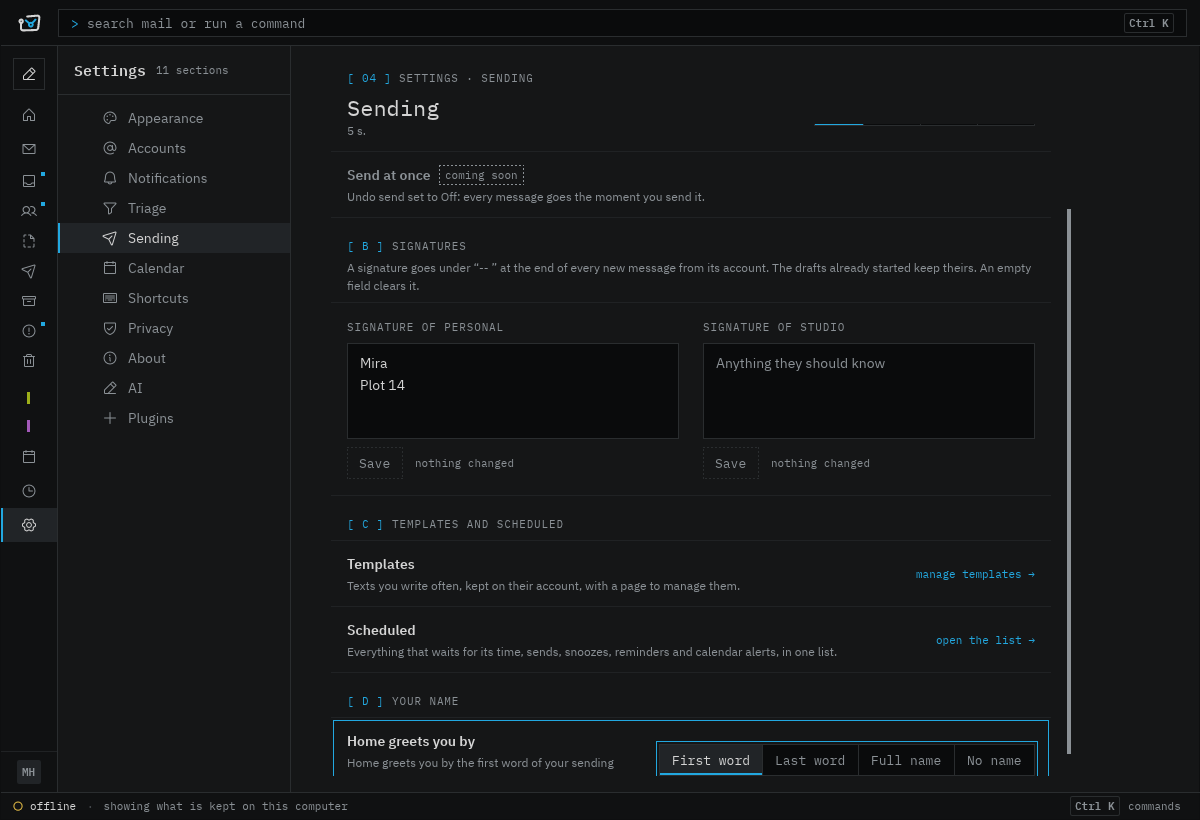 > search mail or run a command Ctrl K
Settings 11 sections
Appearance
Accounts
Notifications
Triage
Sending
Calendar
Shortcuts
Privacy
About
AI
Plugins
MH
[ 04 ] SETTINGS · SENDING
Sending
5 s.
Send at once coming soon
Undo send set to Off: every message goes the moment you send it.
[ B ] SIGNATURES
A signature goes under “-- ” at the end of every new message from its account. The drafts already started keep theirs. An empty
field clears it.
SIGNATURE OF PERSONAL
Mira
Plot 14
Save nothing changed
SIGNATURE OF STUDIO
Anything they should know
Save nothing changed
[ C ] TEMPLATES AND SCHEDULED
Templates
Texts you write often, kept on their account, with a page to manage them.
manage templates →
Scheduled
Everything that waits for its time, sends, snoozes, reminders and calendar alerts, in one list.
open the list →
[ D ] YOUR NAME
Home greets you by
Home greets you by the first word of your sending
First word Last word Full name No name
offline · showing what is kept on this computer
Ctrl K commands